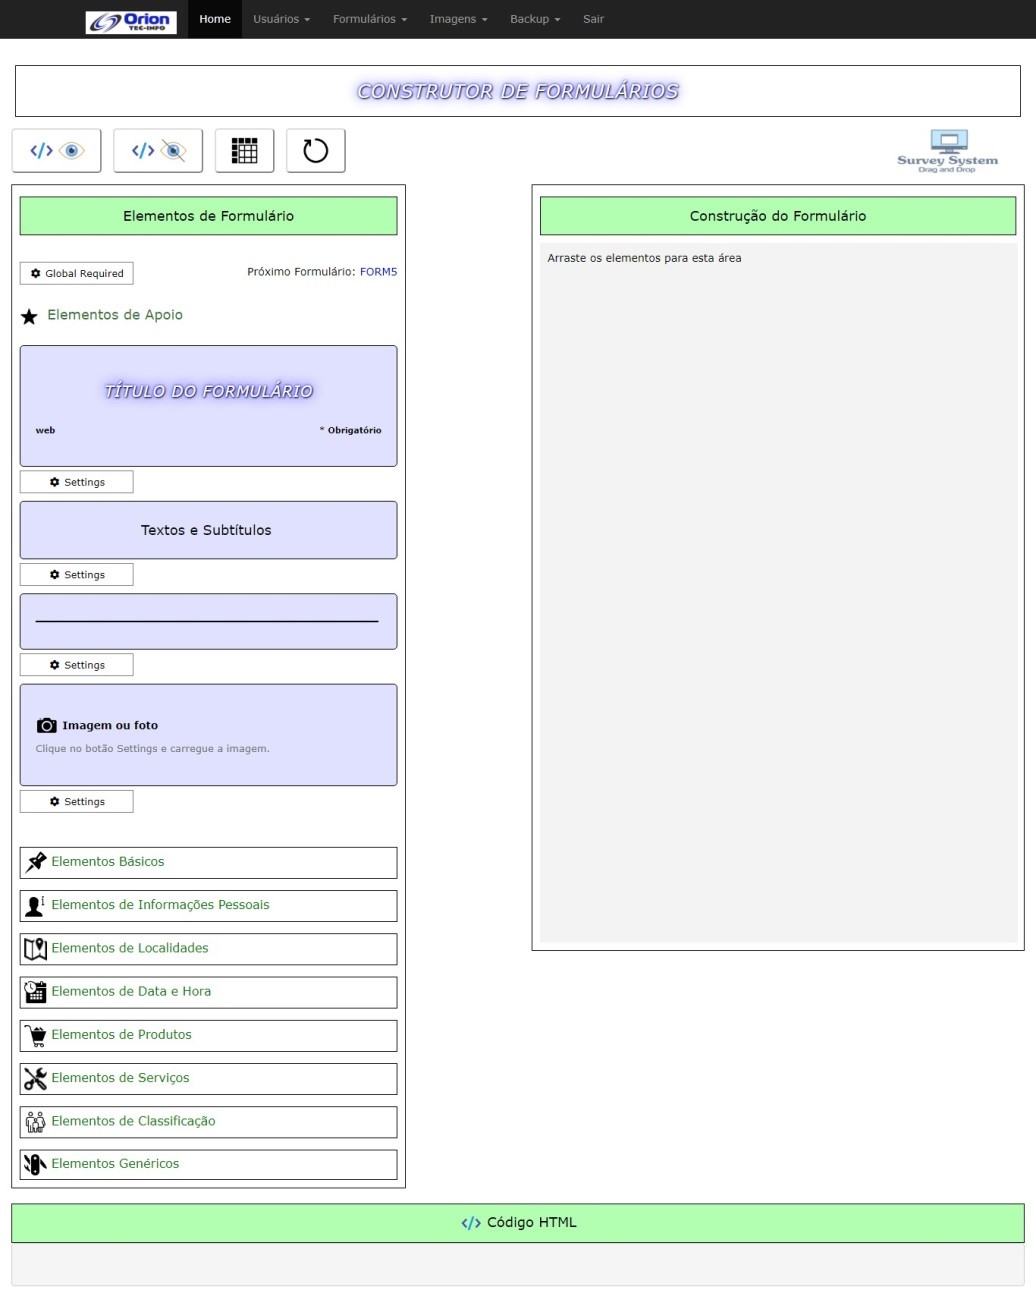 Orion
TEC-INFO
Home
Usuários
Formulários
Imagens
Backup
Sair
CONSTRUTOR DE FORMULÁRIOS
</>
</>
Survey System
Drag and Drop
Elementos de Formulário
Global Required
Próximo Formulário: FORM5
Elementos de Apoio
TÍTULO DO FORMULÁRIO
web
* Obrigatório
Settings
Textos e Subtítulos
Settings
Settings
Imagem ou foto
Clique no botão Settings e carregue a imagem.
Settings
Elementos Básicos
Elementos de Informações Pessoais
Elementos de Localidades
Elementos de Data e Hora
Elementos de Produtos
Elementos de Serviços
Elementos de Classificação
Elementos Genéricos
Construção do Formulário
Arraste os elementos para esta área
</> Código HTML